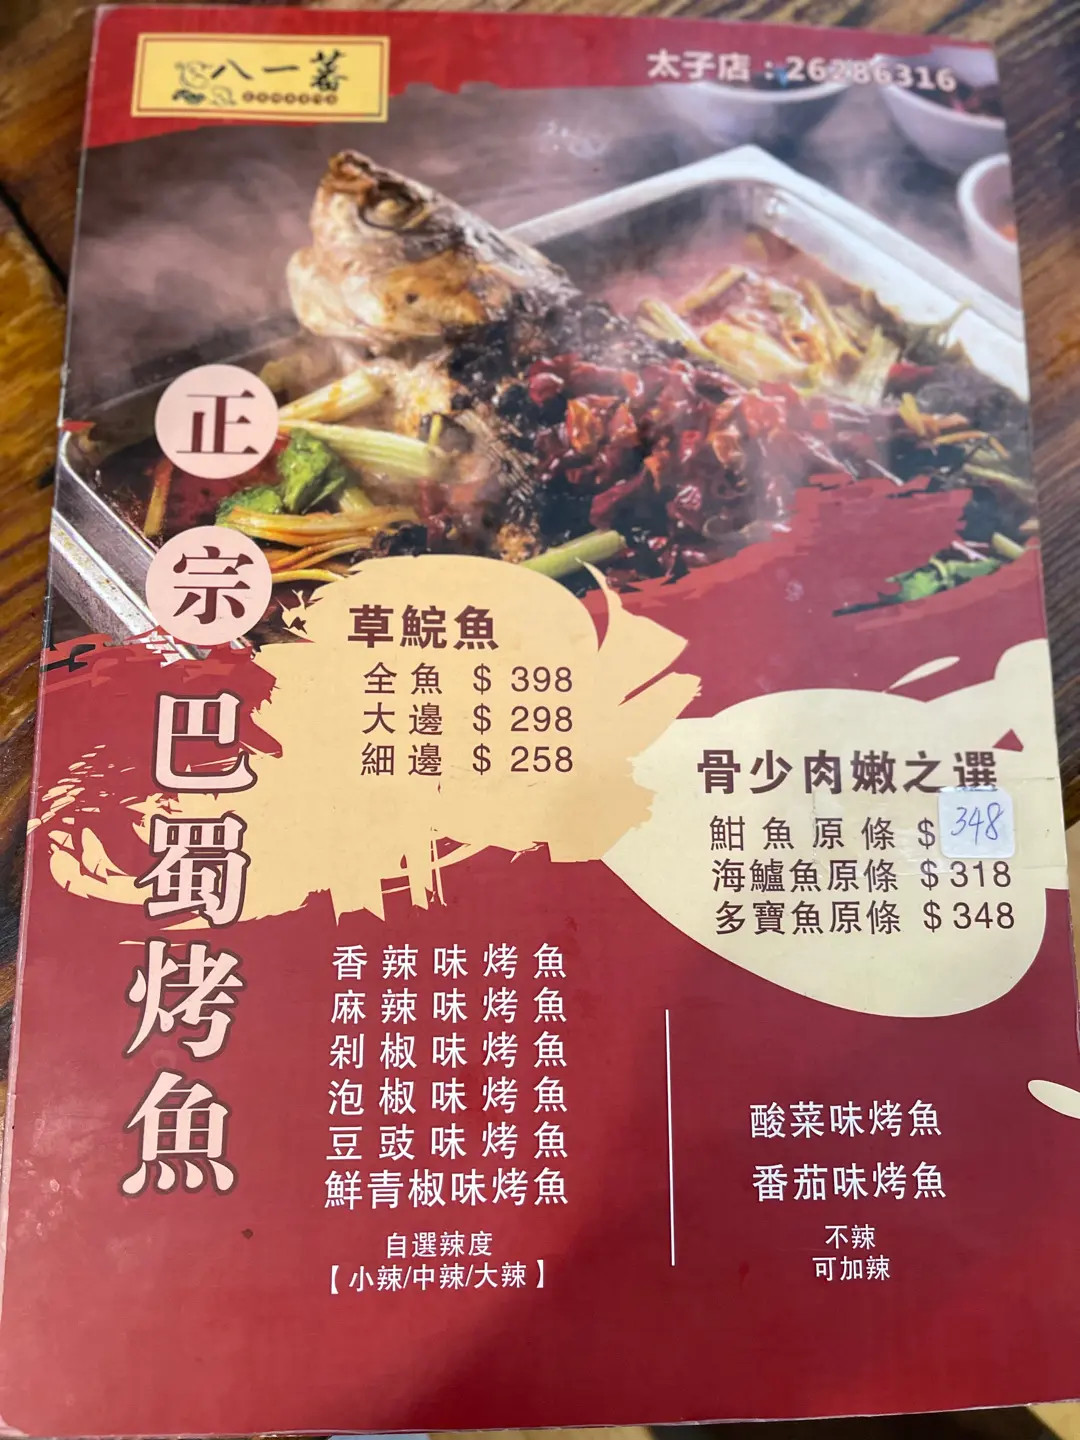 八一蕃
太子店：26286316
正宗巴蜀烤魚
草鯇魚
全魚 $ 398
大邊 $ 298
細邊 $ 258
骨少肉嫩之選
魽魚原條 $ 348
海鱸魚原條 $ 318
多寶魚原條 $ 348
香辣味烤魚
麻辣味烤魚
剁椒味烤魚
泡椒味烤魚
豆豉味烤魚
鮮青椒味烤魚
自選辣度
【小辣/中辣/大辣】
酸菜味烤魚
番茄味烤魚
不辣
可加辣